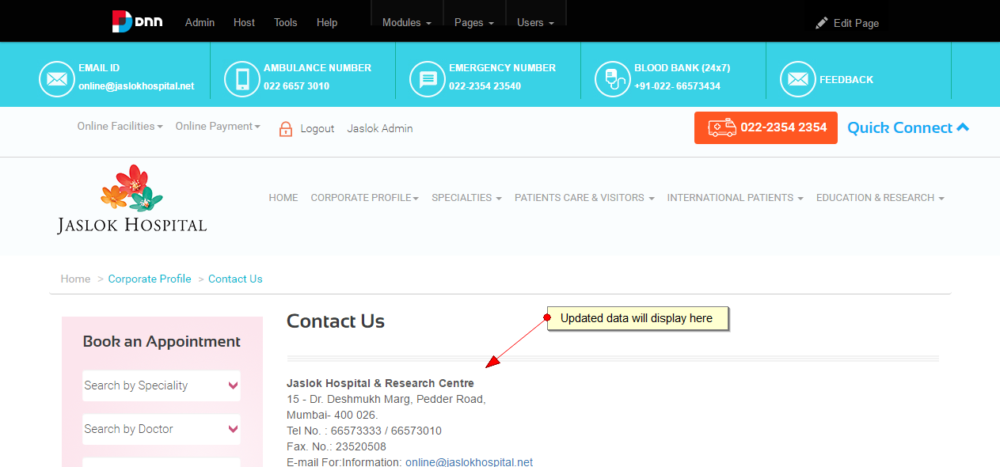 DNN Admin Host Tools Help Modules Pages Users Edit Page
EMAIL ID
online@jaslokhospital.net
AMBULANCE NUMBER
022 6657 3010
EMERGENCY NUMBER
022-2354 23540
BLOOD BANK (24x7)
+91-022- 66573434
FEEDBACK
Online Facilities Online Payment Logout Jaslok Admin 022-2354 2354 Quick Connect
JASLOK HOSPITAL
HOME CORPORATE PROFILE SPECIALTIES PATIENTS CARE & VISITORS INTERNATIONAL PATIENTS EDUCATION & RESEARCH
Home > Corporate Profile > Contact Us
Book an Appointment
Search by Speciality
Search by Doctor
Contact Us
Updated data will display here
Jaslok Hospital & Research Centre
15 - Dr. Deshmukh Marg, Pedder Road,
Mumbai- 400 026.
Tel No. : 66573333 / 66573010
Fax. No.: 23520508
E-mail For:Information: online@jaslokhospital.net